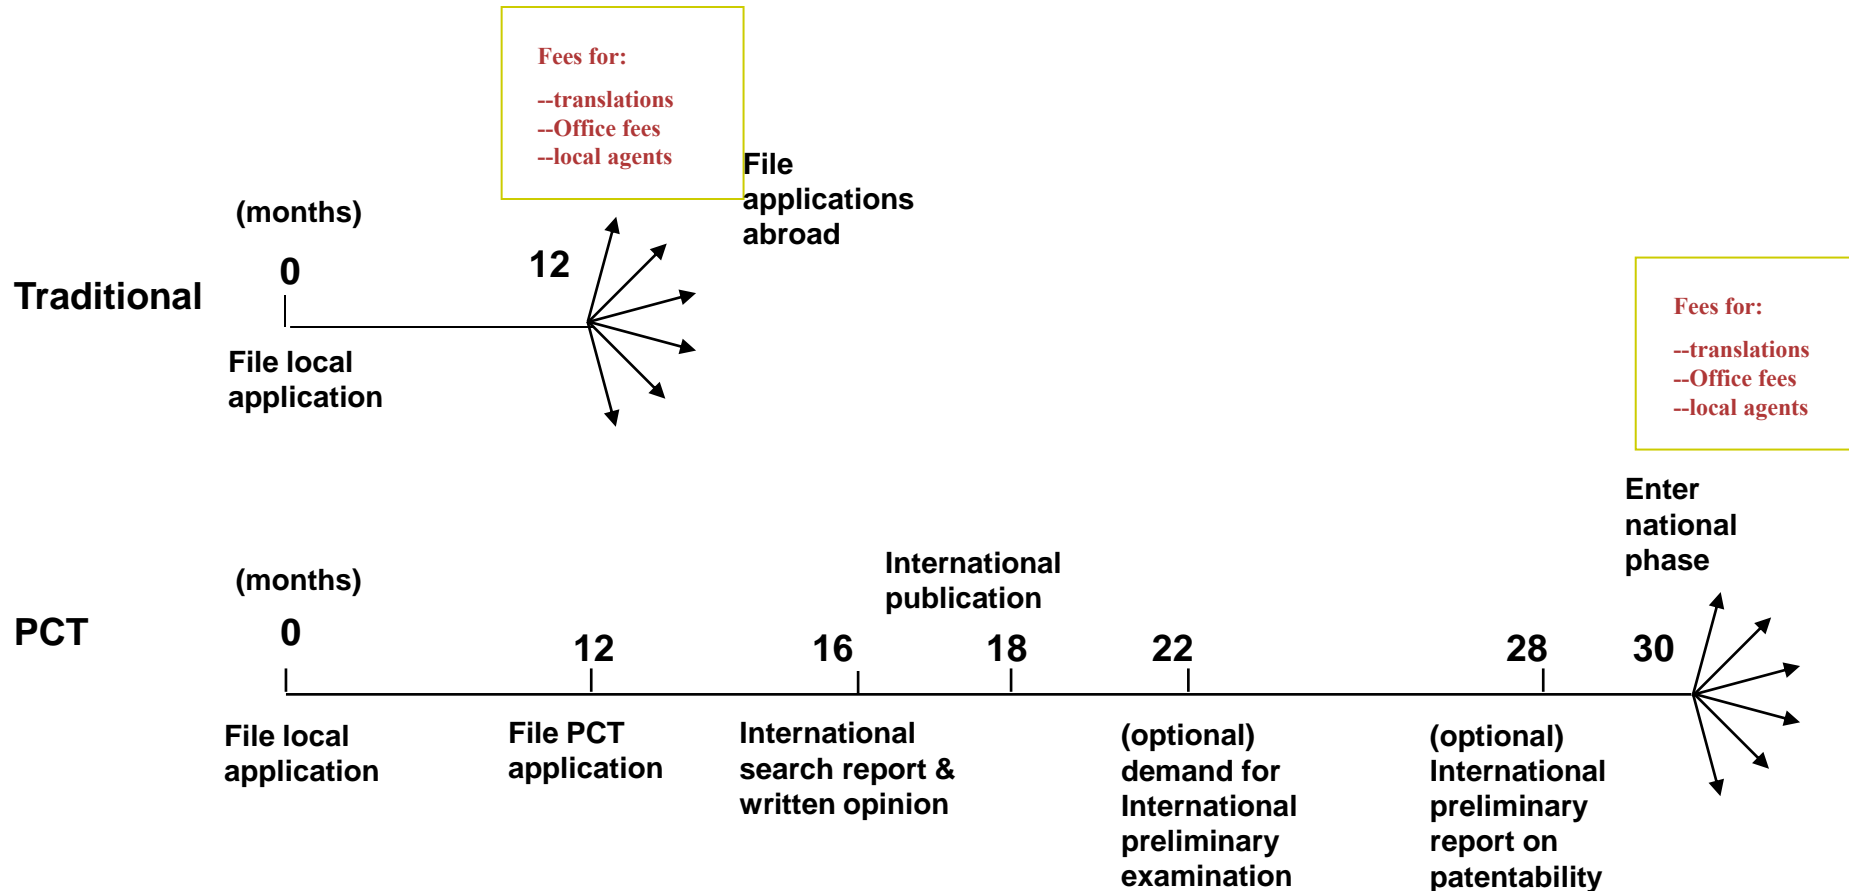 Fees for:
--translations
--Office fees
--local agents
File
applications
abroad
(months)
0
12
Traditional
File local
application
Fees for:
--translations
--Office fees
--local agents
Enter
national
phase
International
publication
(months)
PCT
0
12
16
18
22
28
30
File local
application
File PCT
application
International
search report &
written opinion
(optional)
demand for
International
preliminary
examination
(optional)
International
preliminary
report on
patentability